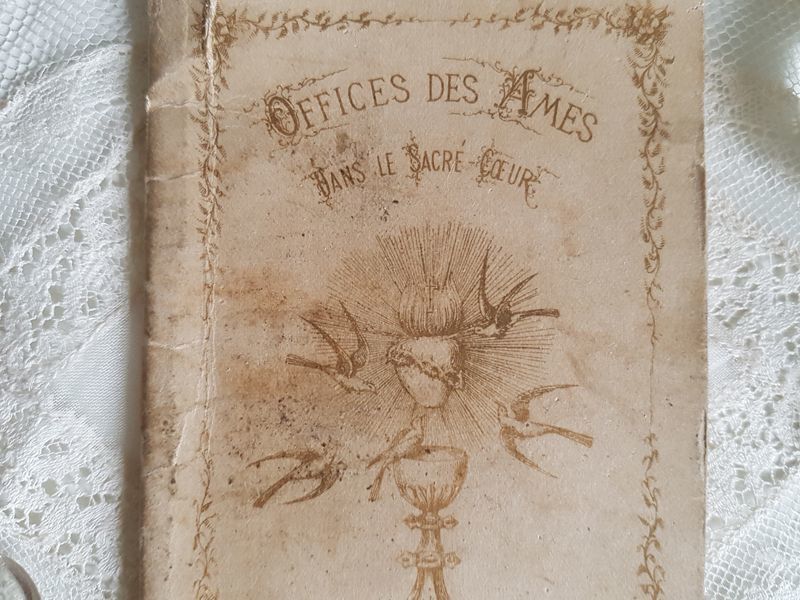 OFFICES DES AMES
DANS LE SACRÉ-CŒUR